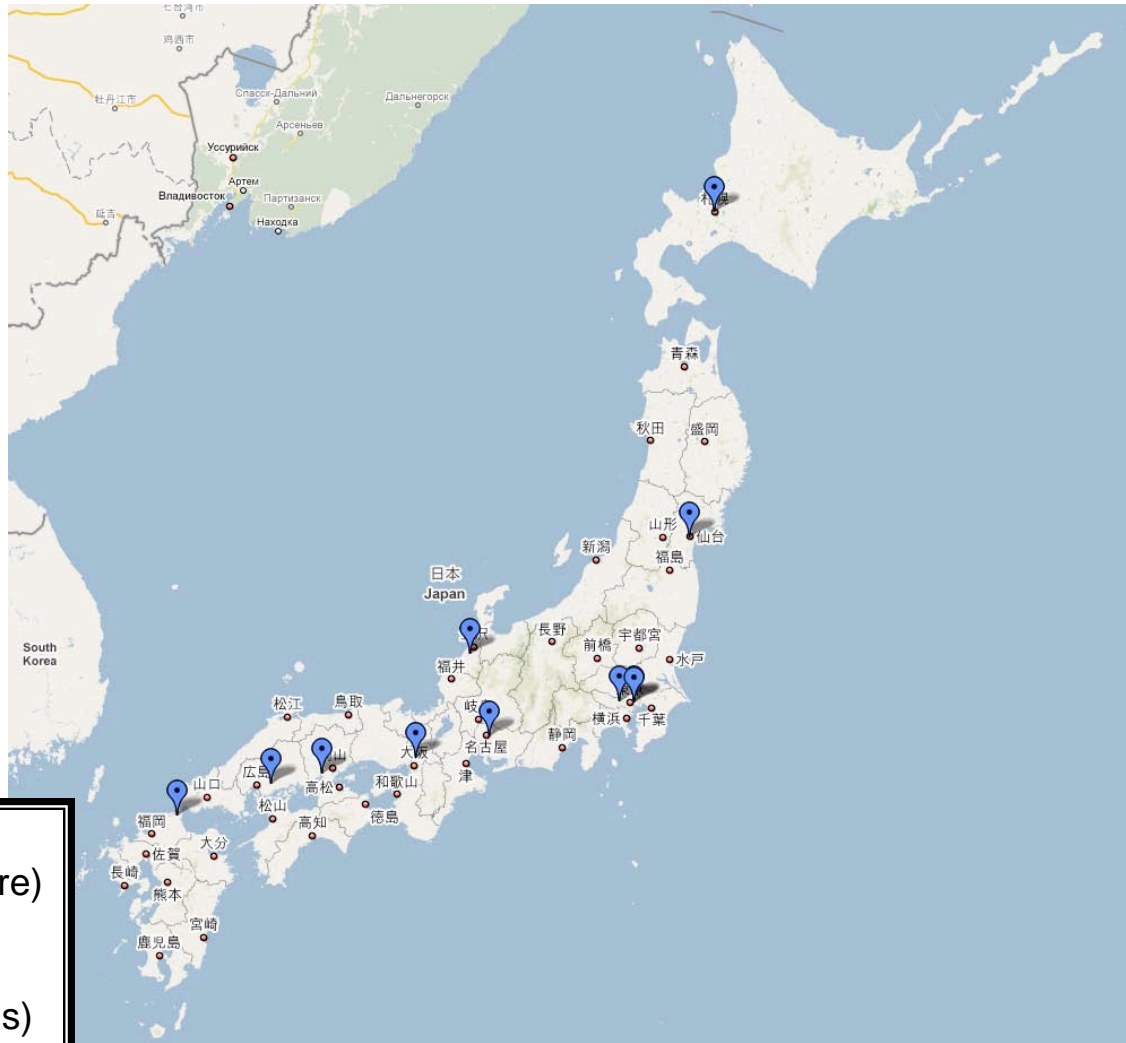 七台河市
鸡西市
牡丹江市
Спасск-Дальний
Дальнегорск
Арсеньев
Уссурийск
Артем
Владивосток
Партизанск
延吉
Находка
青森
秋田
盛岡
山形
仙台
新潟
福島
日本
Japan
長野
宇都宮
前橋
水戸
福井
South
Korea
松江
鳥取
横浜
千葉
名古屋
静岡
大阪
津
広島
山口
高松
和歌山
福岡
松山
徳島
高知
大分
佐賀
長崎
熊本
宮崎
鹿児島
re)
s)